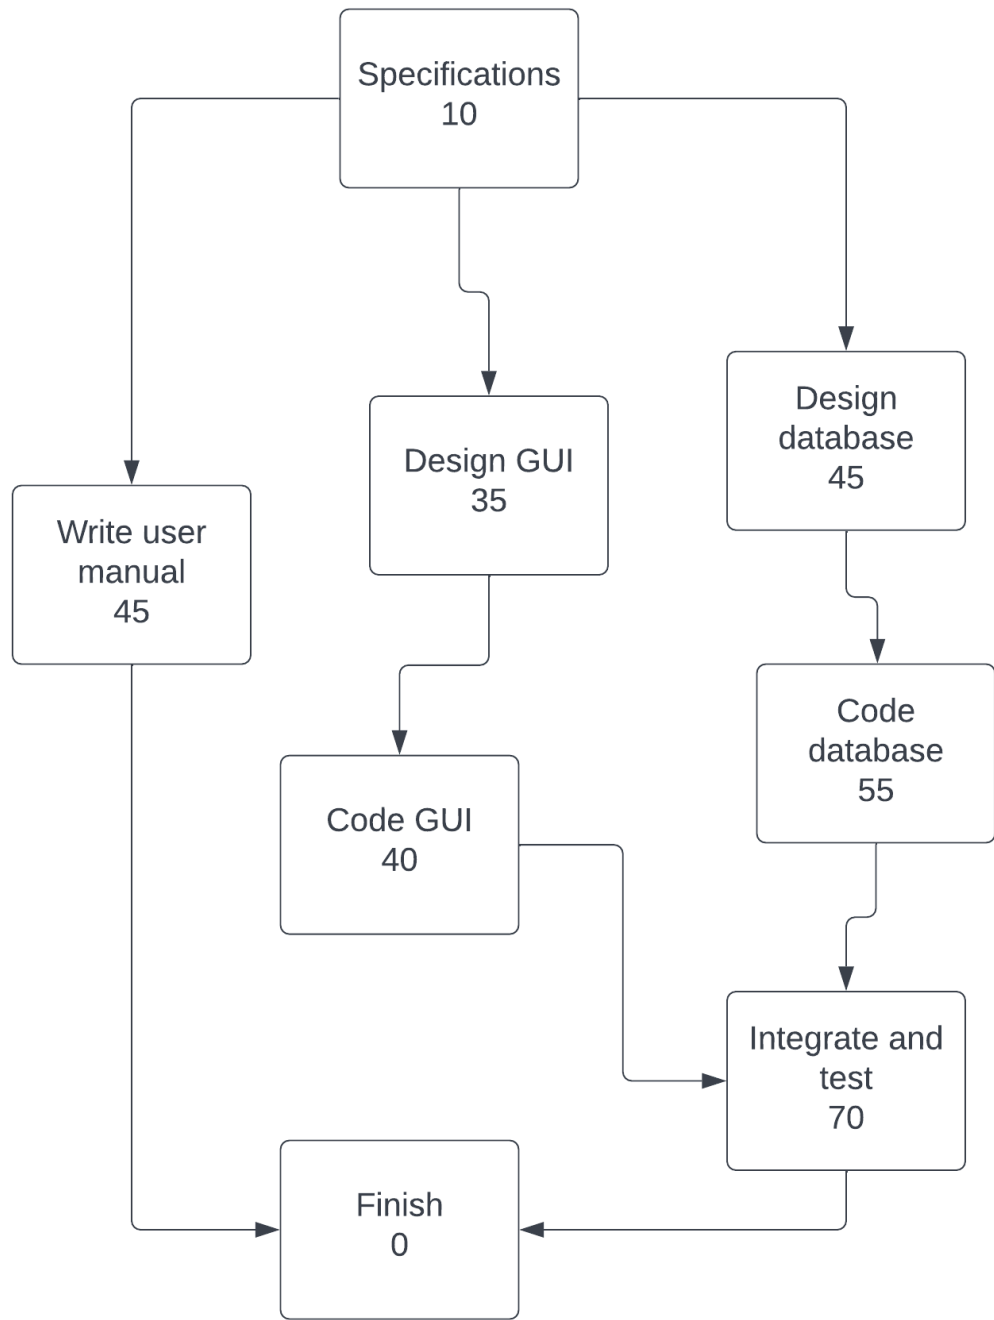 Specifications
10
Design
database
45
Design GUI
35
Write user
manual
45
Code
database
55
Code GUI
40
Integrate and
test
70
Finish
0